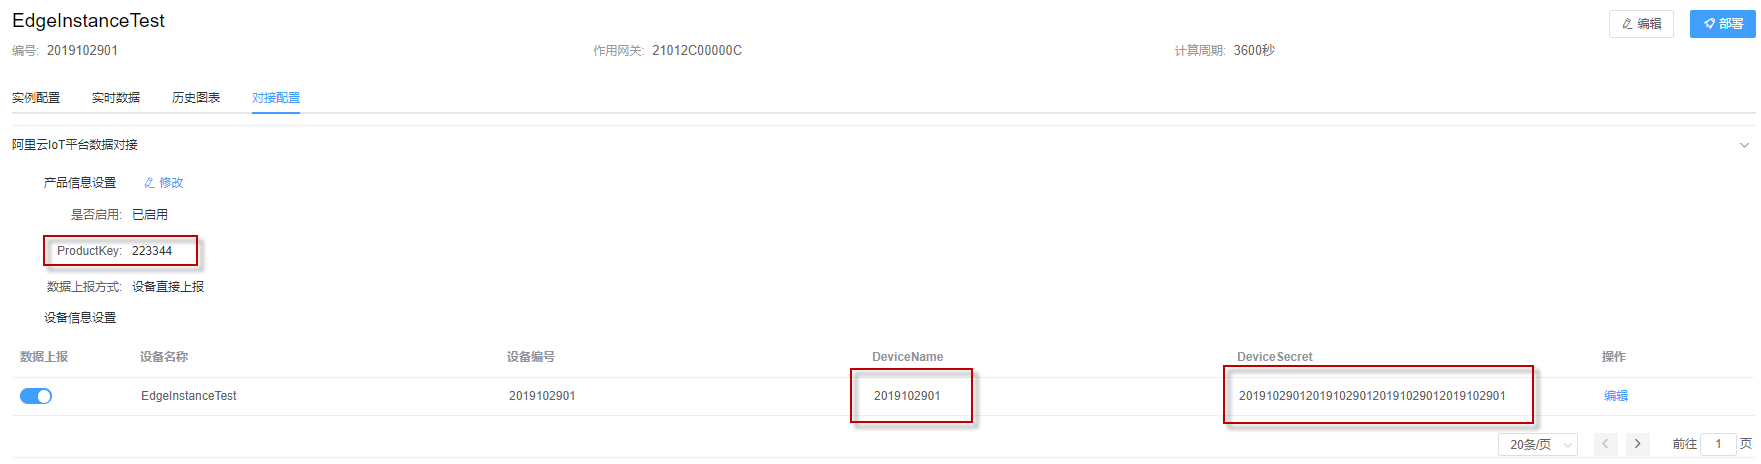 EdgeInstanceTest
编辑 部署
编号: 2019102901 作用网关: 21012C00000C 计算周期: 3600秒
实例配置 实时数据 历史图表 对接配置
阿里云IoT平台数据对接
产品信息设置 修改
是否启用: 已启用
ProductKey: 223344
数据上报方式: 设备直接上报
设备信息设置
数据上报 设备名称 设备编号 DeviceName DeviceSecret 操作
EdgeInstanceTest 2019102901 2019102901 2019102901201910290120191029012019102901 编辑
20条/页 前往 1 页